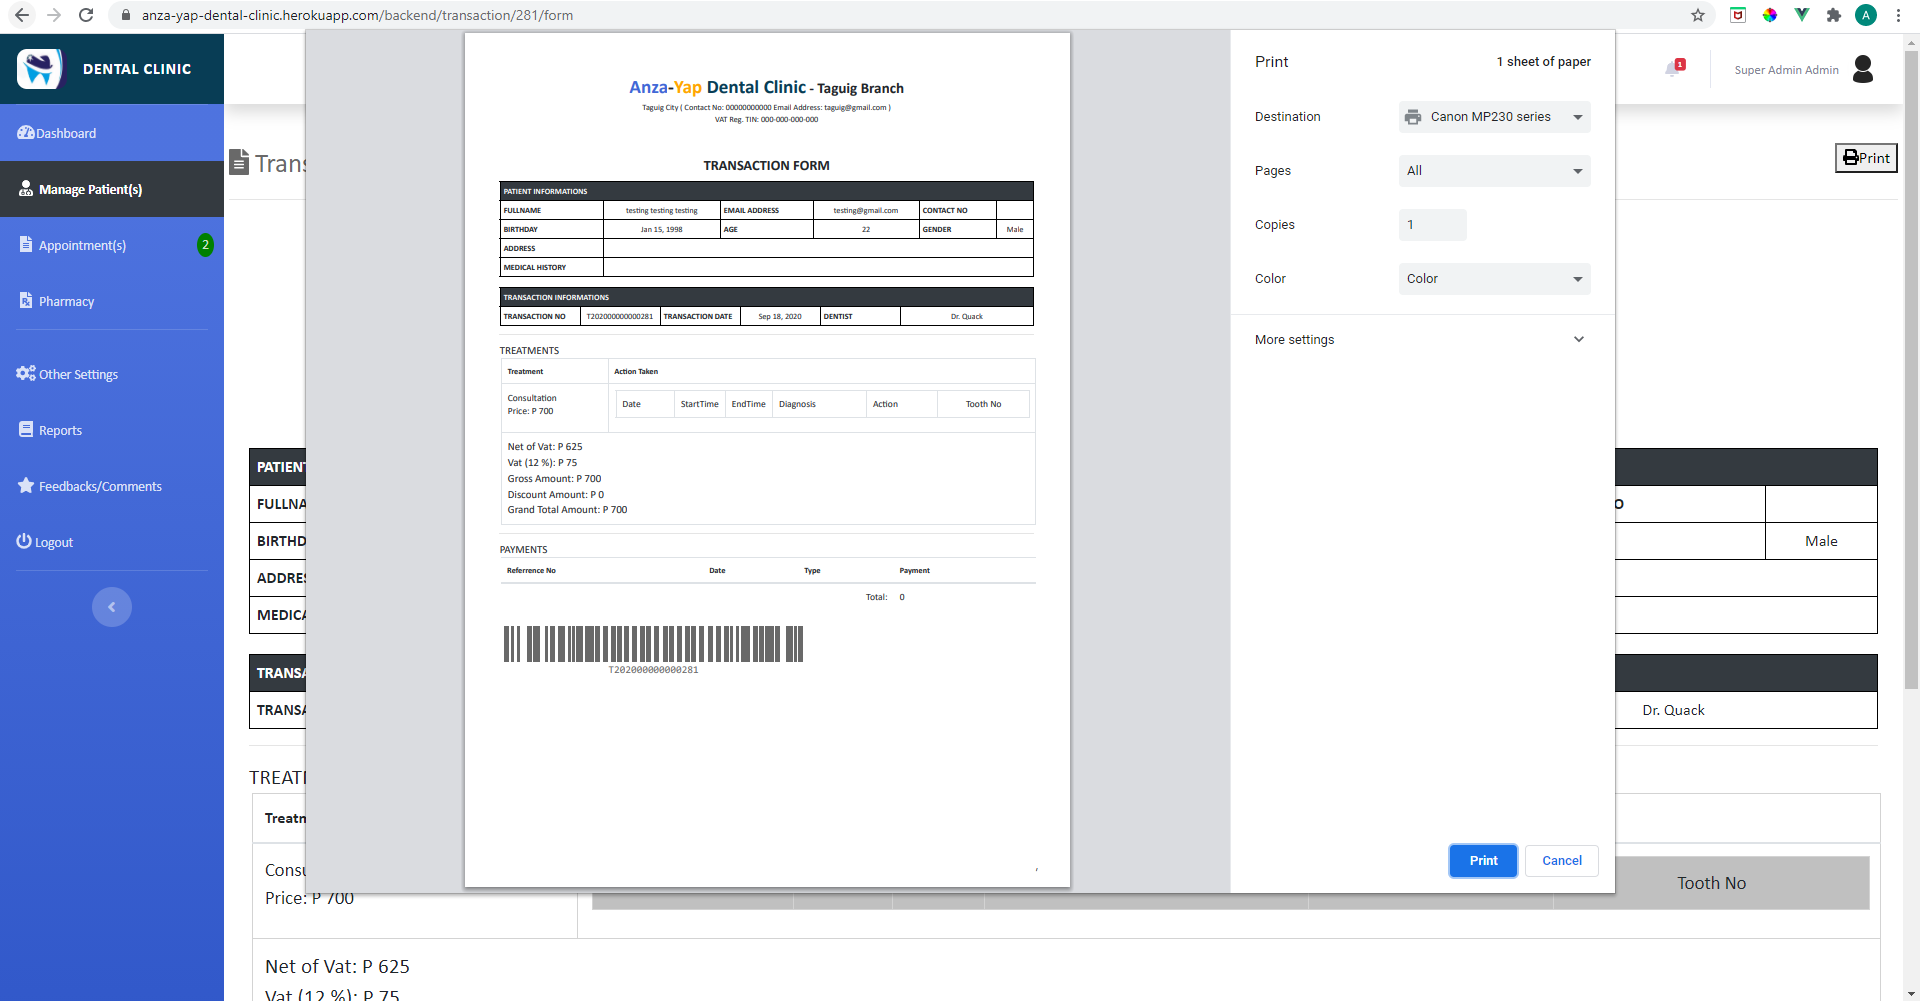 anza-yap-dental-clinic.herokuapp.com/backend/transaction/281/form
A
DENTAL CLINIC
Dashboard
Manage Patient(s)
Appointment(s)
2
Pharmacy
Other Settings
Reports
Feedbacks/Comments
Logout
1
Super Admin Admin
Trans
Print
Anza-Yap Dental Clinic - Taguig Branch
Taguig City ( Contact No: 00000000000 Email Address: taguig@gmail.com )
VAT Reg. TIN: 000-000-000-000
TRANSACTION FORM
PATIENT INFORMATIONS
FULLNAME testing testing testing EMAIL ADDRESS testing@gmail.com CONTACT NO
BIRTHDAY Jan 15, 1998 AGE 22 GENDER Male
ADDRESS
MEDICAL HISTORY
TRANSACTION INFORMATIONS
TRANSACTION NO T202000000000281 TRANSACTION DATE Sep 18, 2020 DENTIST Dr. Quack
TREATMENTS
Treatment Action Taken
Consultation
Price: P 700
Date StartTime EndTime Diagnosis Action Tooth No
Net of Vat: P 625
Vat (12 %): P 75
Gross Amount: P 700
Discount Amount: P 0
Grand Total Amount: P 700
PAYMENTS
Referrence No Date Type Payment
Total: 0
T202000000000281
Print 1 sheet of paper
Destination Canon MP230 series
Pages All
Copies 1
Color Color
More settings
Print Cancel
PATIENT
FULLNA O
BIRTHD Male
ADDRES
MEDICA
TRANSA
TRANSA Dr. Quack
TREAT
Treatn
Consu
Price: P 700
Tooth No
Net of Vat: P 625
Vat (12 %): P 75